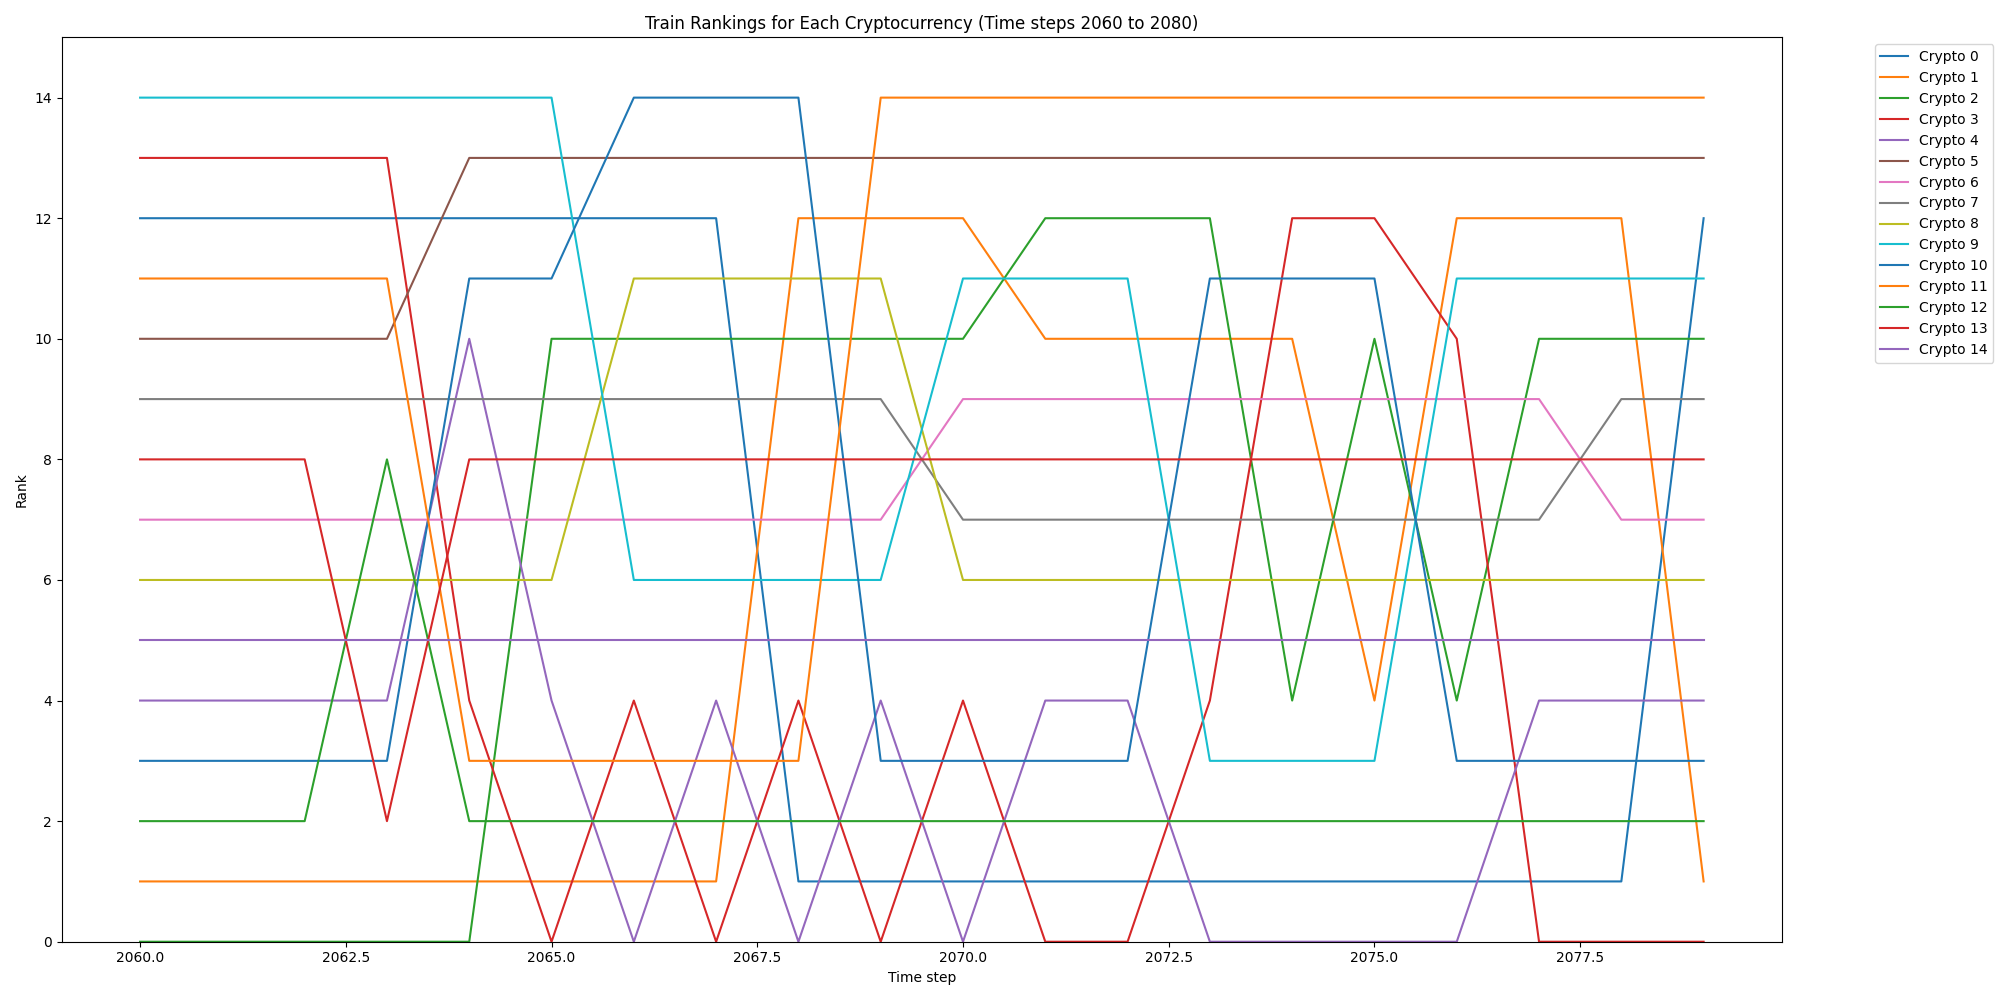 Train Rankings for Each Cryptocurrency (Time steps 2060 to 2080)
Rank
14
12
10
8
6
4
2
0
2060.0 2062.5 2065.0 2067.5 2070.0 2072.5 2075.0 2077.5
Time step
Crypto 0
Crypto 1
Crypto 2
Crypto 3
Crypto 4
Crypto 5
Crypto 6
Crypto 7
Crypto 8
Crypto 9
Crypto 10
Crypto 11
Crypto 12
Crypto 13
Crypto 14